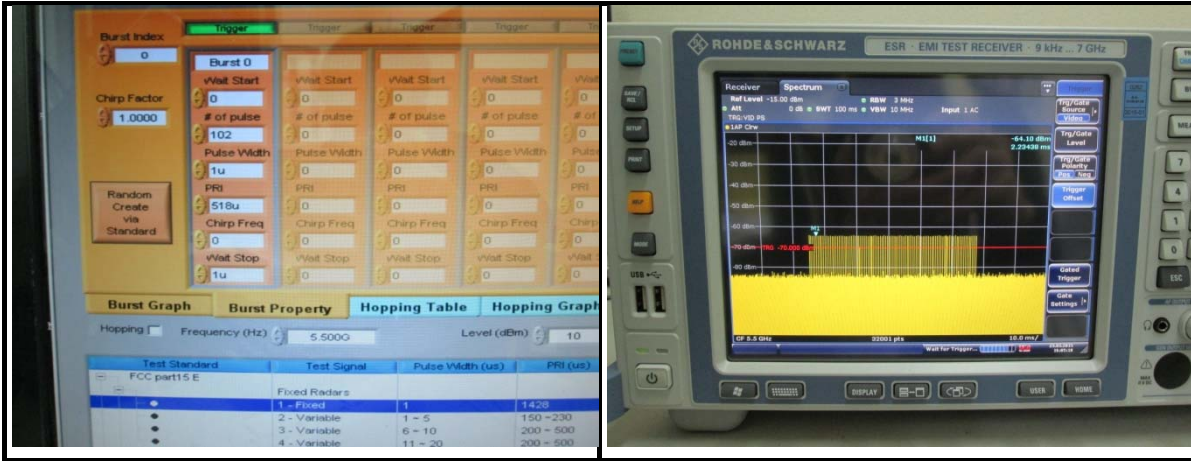 Burst Index
0
Chirp Factor
1.0000
Random
Create
via
Standard
Trigger Trigger Trigger Trigger
Burst 0
Wait Start Wait Start Wait Start Wait Start
0 0 0 0
# of pulse # of pulse # of pulse # of pulse
102 0 0 0
Pulse Width Pulse Width Pulse Width Pulse Width
1u 0 0 0
PRI PRI PRI PRI
518u 0 0 0
Chirp Freq Chirp Freq Chirp Freq Chirp Freq
0 0 0 0
Wait Stop Wait Stop Wait Stop Wait Stop
1u 0 0 0
Burst Graph Burst Property Hopping Table Hopping Graph
Hopping Frequency (Hz) 5.500G Level (dBm) 10
Test Standard Test Signal Pulse Width (us) PRI (us)
FCC part15 E
Fixed Radars
1 - Fixed 1 1428
2 - Variable 1 ~ 5 150 ~230
3 - Variable 6 ~ 10 200 ~ 500
4 - Variable 11 ~ 20 200 ~ 500
ROHDE&SCHWARZ ESR · EMI TEST RECEIVER · 9 kHz ... 7 GHz
PRESET
SETUP
PRINT
HELP
MODE
USB
Receiver Spectrum Trigger
Ref Level -15.00 dBm RBW 3 MHz
Att 0 dB SWT 100 ms VBW 10 MHz Input 1 AC
TRG:VID PS
1AP Clrw
M1[1] -64.10 dBm
2.23438 ms
-20 dBm
-30 dBm
-40 dBm
-50 dBm
-60 dBm
M1
-70 dBm TRG -70.000 dBm
-80 dBm
CF 5.5 GHz 32001 pts 10.0 ms/
Wait for Trigger...
Trg/Gate
Source
Video
Trg/Gate
Level
Trg/Gate
Polarity
Pos Neg
Trigger
Offset
Gated
Trigger
Gate
Settings
7
4
1
0
ESC
DISPLAY USER HOME